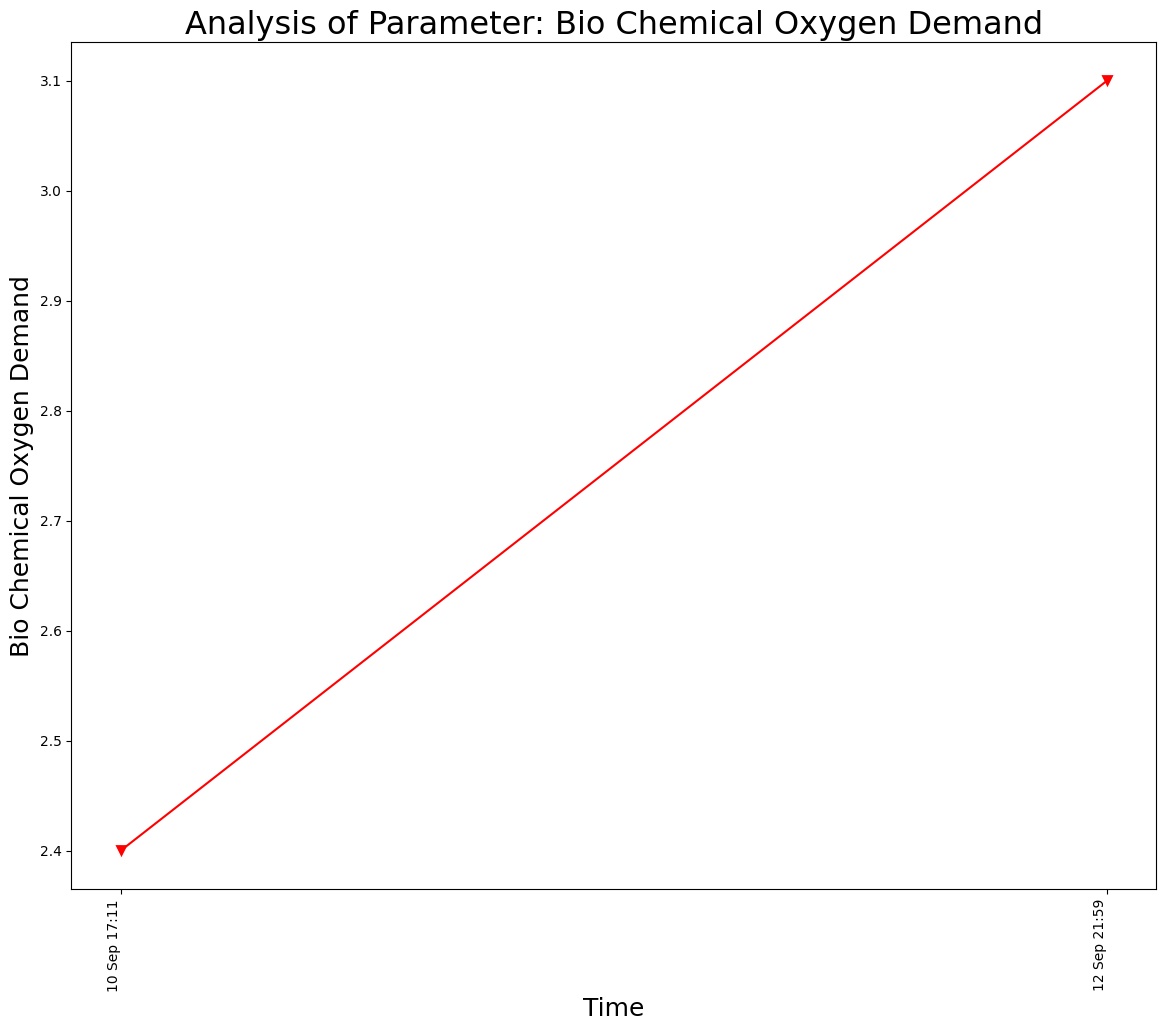 Analysis of Parameter: Bio Chemical Oxygen Demand
Bio Chemical Oxygen Demand
3.1
3.0
2.9
2.8
2.7
2.6
2.5
2.4
10 Sep 17:11
12 Sep 21:59
Time